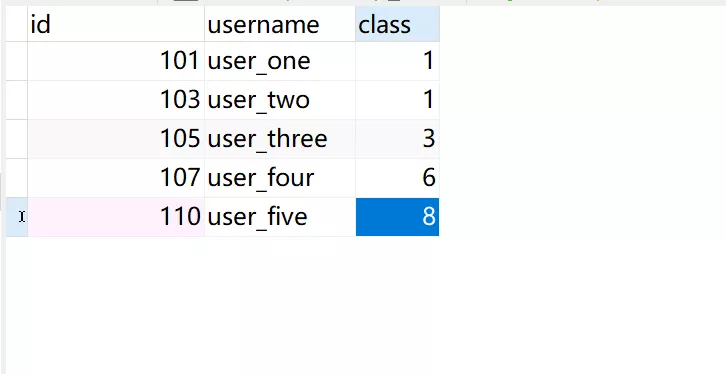 id username class
101 user_one 1
103 user_two 1
105 user_three 3
107 user_four 6
110 user_five 8